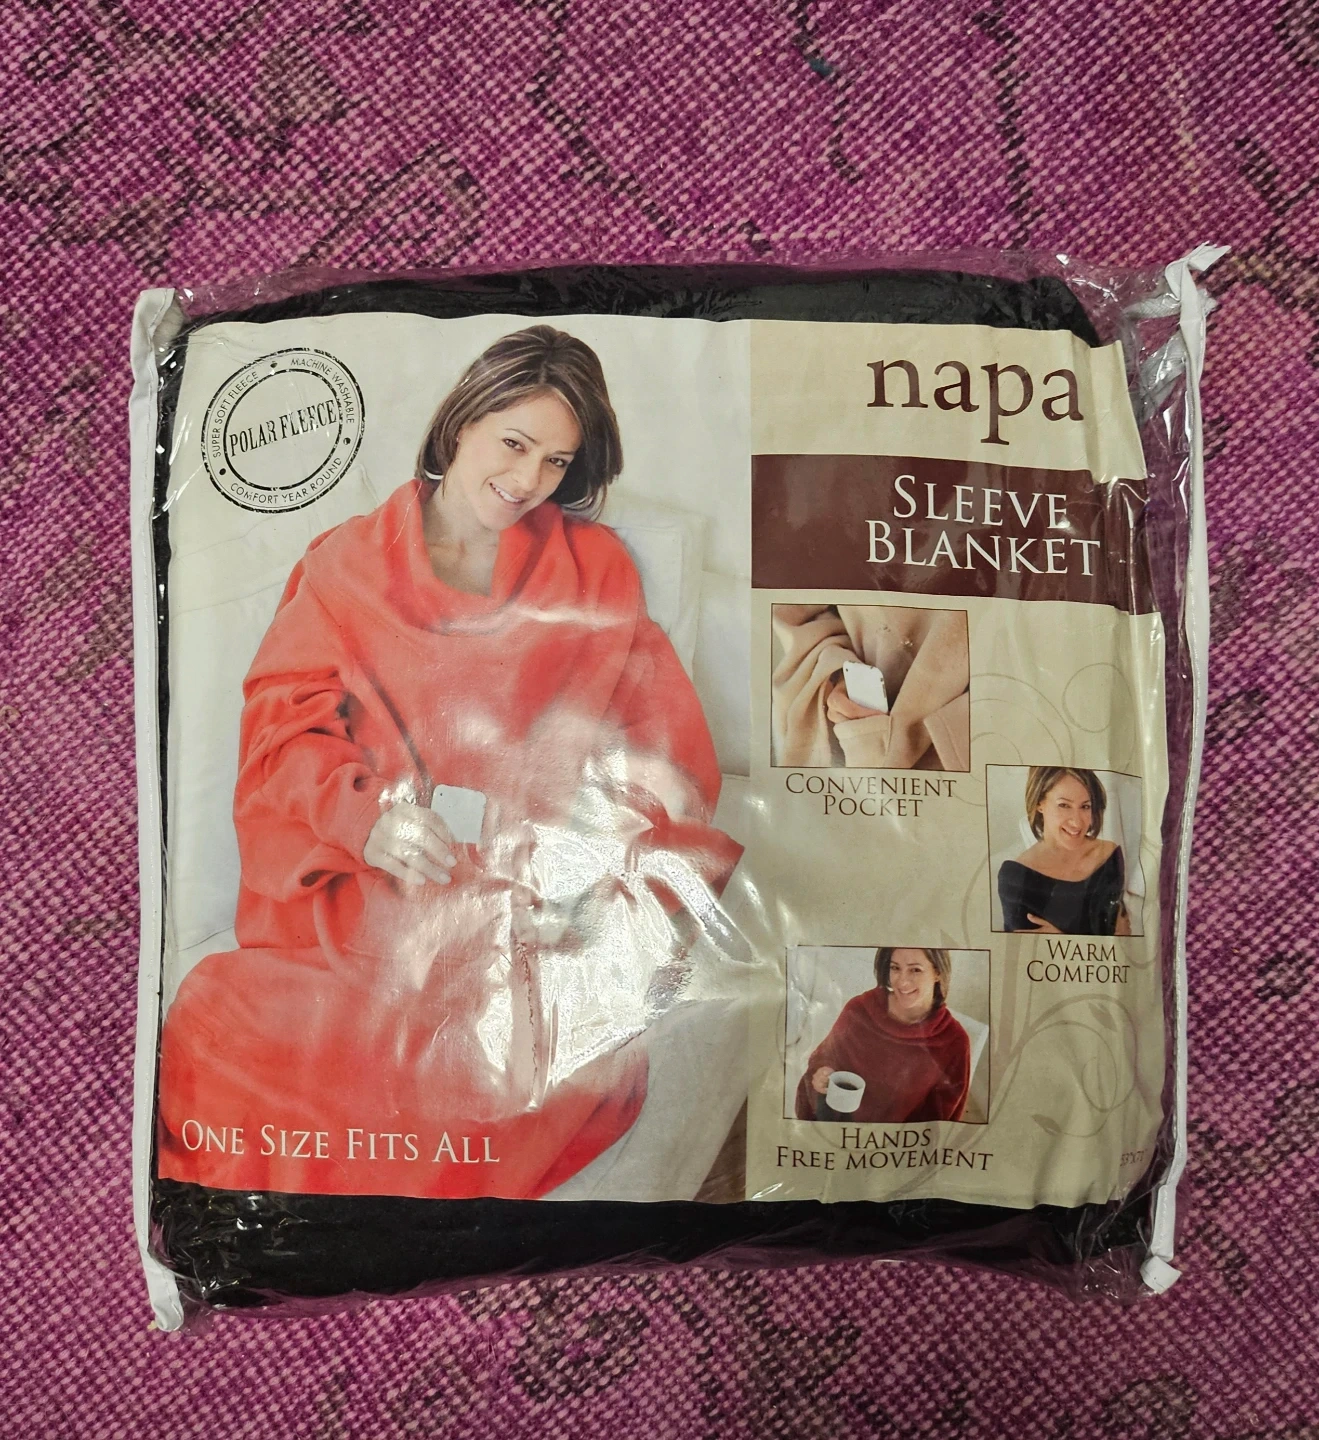 SUPER SOFT FLEECE • MACHINE WASHABLE •
POLAR FLEECE
COMFORT YEAR ROUND
napa
SLEEVE
BLANKET
CONVENIENT
POCKET
WARM
COMFORT
HANDS
FREE MOVEMENT
ONE SIZE FITS ALL